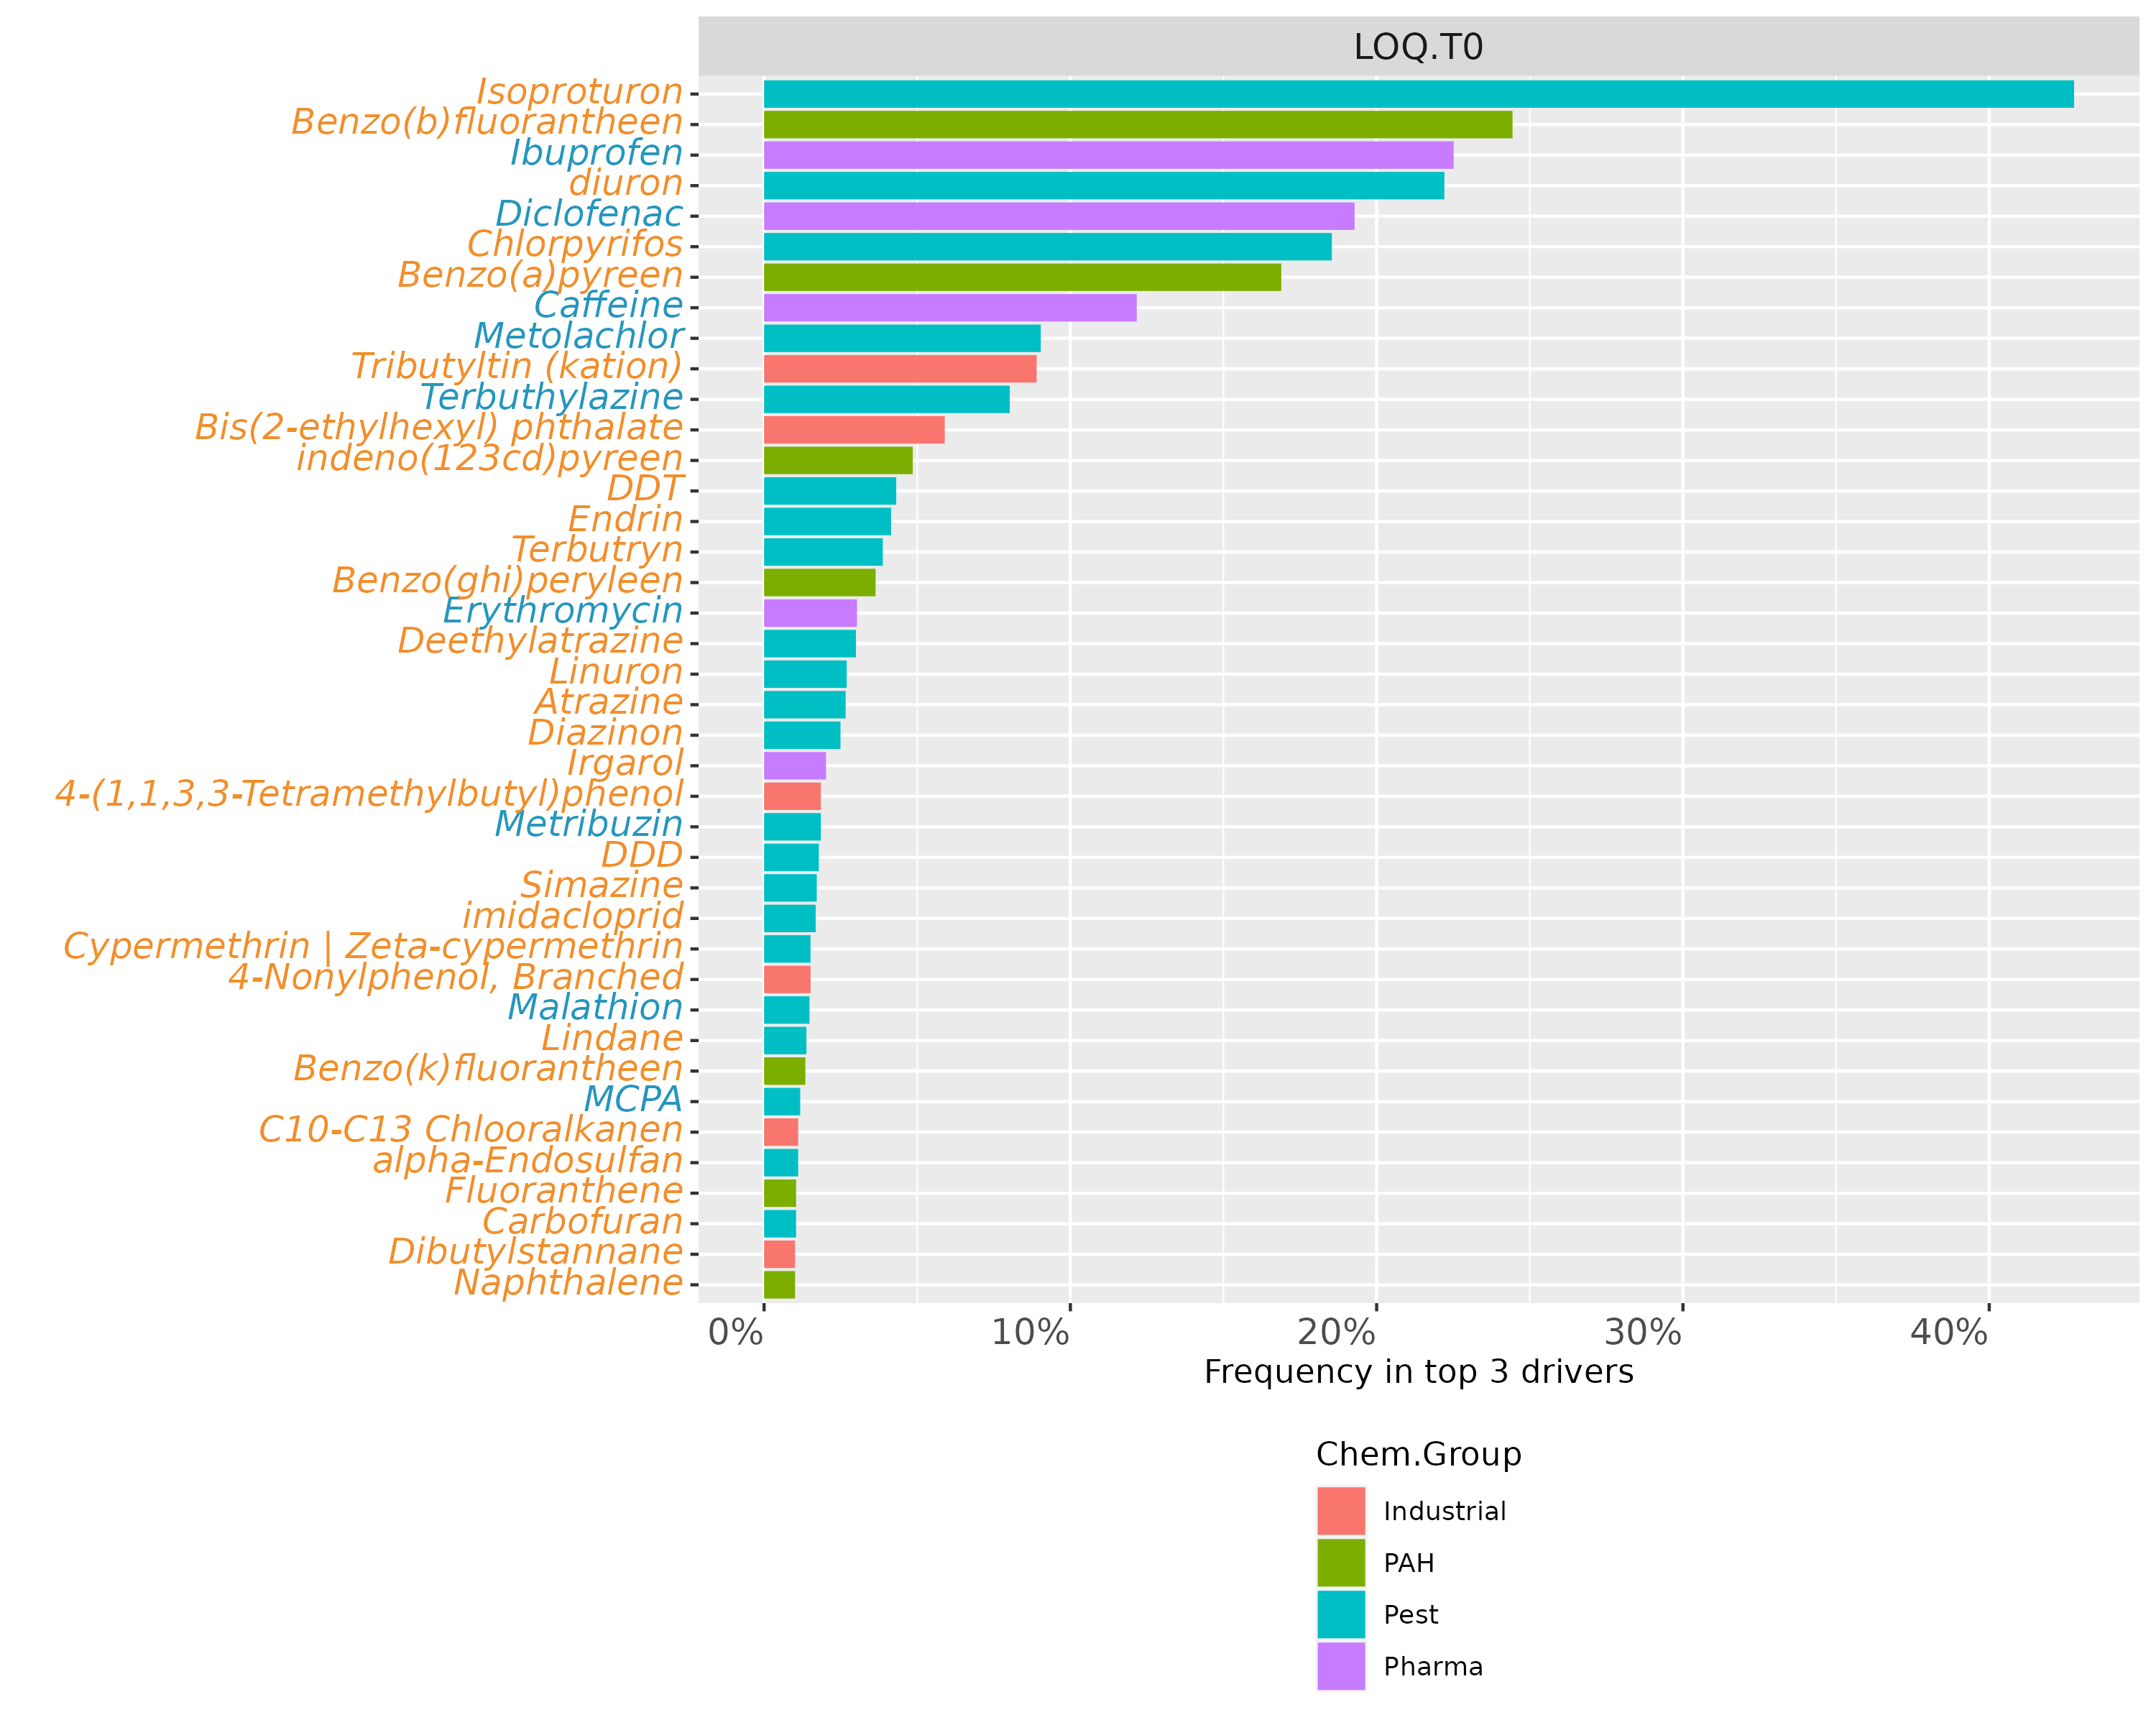 LOQ.T0
Isoproturon
Benzo(b)fluorantheen
Ibuprofen
diuron
Diclofenac
Chlorpyrifos
Benzo(a)pyreen
Caffeine
Metolachlor
Tributyltin (kation)
Terbuthylazine
Bis(2-ethylhexyl) phthalate
indeno(123cd)pyreen
DDT
Endrin
Terbutryn
Benzo(ghi)peryleen
Erythromycin
Deethylatrazine
Linuron
Atrazine
Diazinon
Irgarol
4-(1,1,3,3-Tetramethylbutyl)phenol
Metribuzin
DDD
Simazine
imidacloprid
Cypermethrin | Zeta-cypermethrin
4-Nonylphenol, Branched
Malathion
Lindane
Benzo(k)fluorantheen
MCPA
C10-C13 Chlooralkanen
alpha-Endosulfan
Fluoranthene
Carbofuran
Dibutylstannane
Naphthalene
0% 10% 20% 30% 40%
Frequency in top 3 drivers
Chem.Group
Industrial
PAH
Pest
Pharma